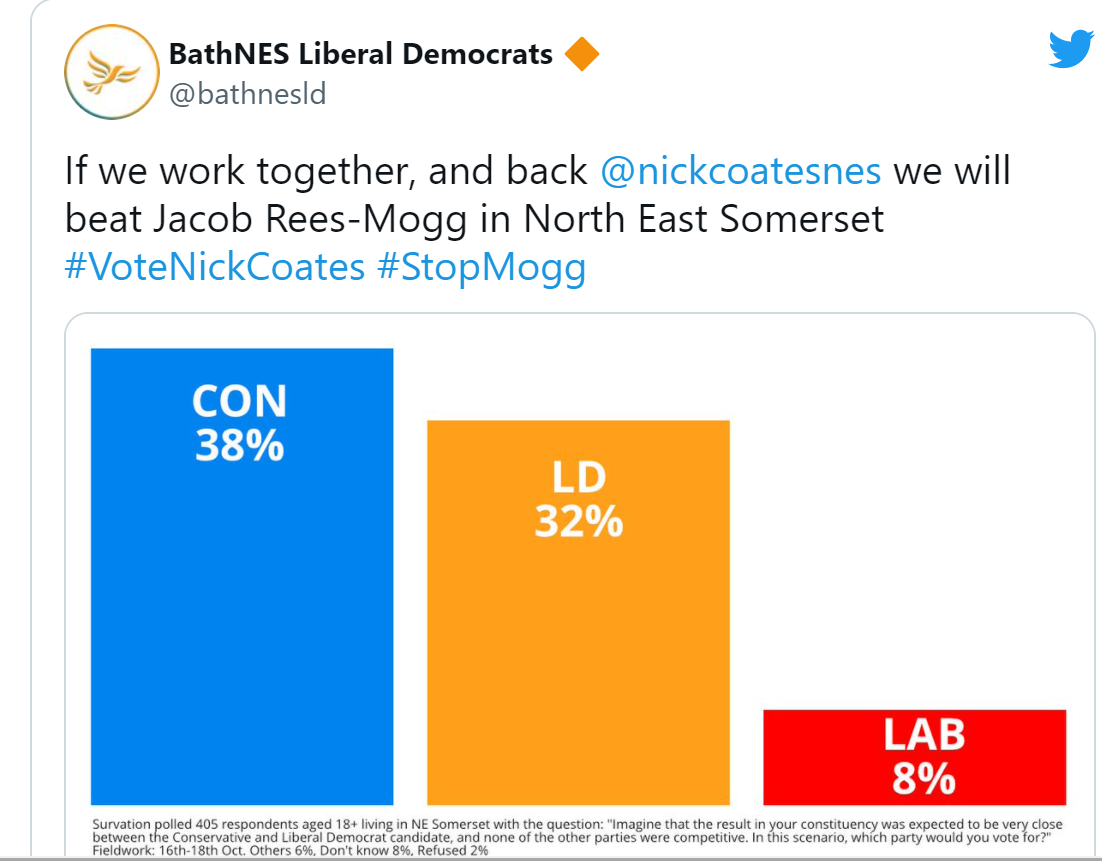 BathNES Liberal Democrats
@bathnesld
If we work together, and back @nickcoatesnes we will
beat Jacob Rees-Mogg in North East Somerset
#VoteNickCoates #StopMogg
CON
38%
LD
32%
LAB
8%
Survation polled 405 respondents aged 18+ living in NE Somerset with the question: "Imagine that the result in your constituency was expected to be very close
between the Conservative and Liberal Democrat candidate, and none of the other parties were competitive. In this scenario, which party would you vote for?"
Fieldwork: 16th-18th Oct. Others 6%, Don't know 8%, Refused 2%